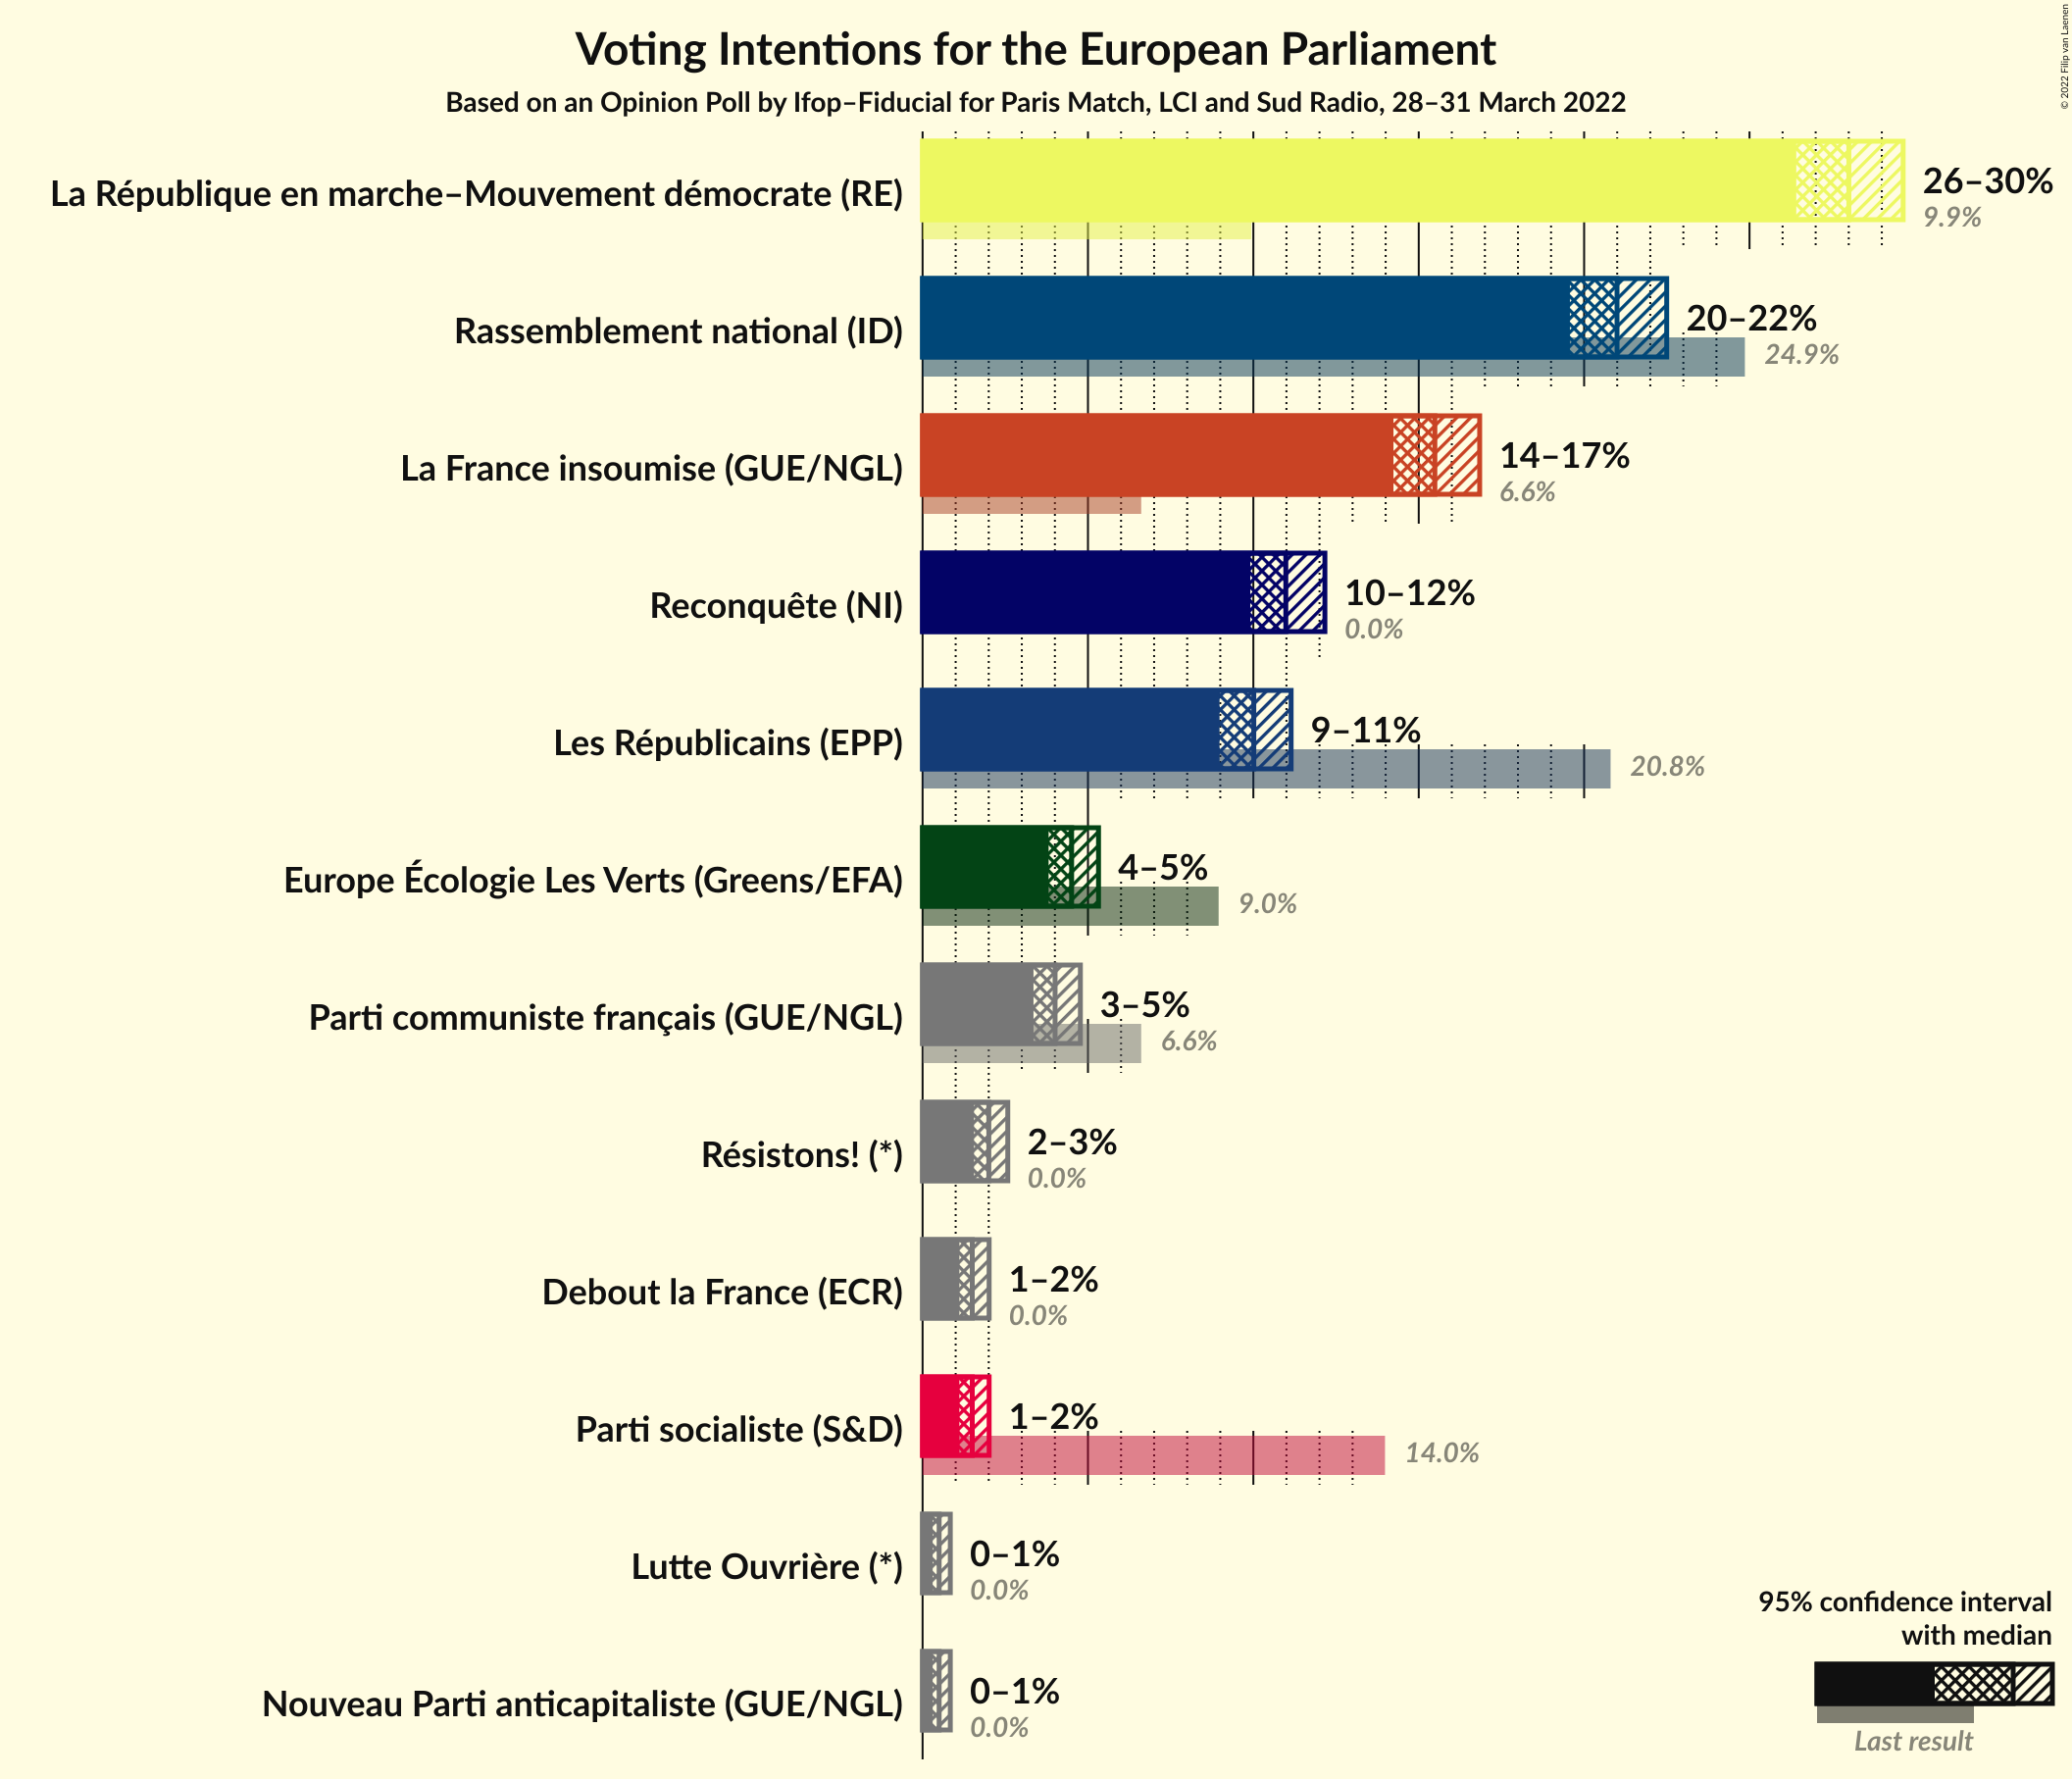 Voting Intentions for the European Parliament
Based on an Opinion Poll by Ifop–Fiducial for Paris Match, LCI and Sud Radio, 28–31 March 2022
© 2022 Filip van Laenen
La République en marche–Mouvement démocrate (RE)
26–30%
9.9%
Rassemblement national (ID)
20–22%
24.9%
La France insoumise (GUE/NGL)
14–17%
6.6%
Reconquête (NI)
10–12%
0.0%
Les Républicains (EPP)
9–11%
20.8%
Europe Écologie Les Verts (Greens/EFA)
4–5%
9.0%
Parti communiste français (GUE/NGL)
3–5%
6.6%
Résistons! (*)
2–3%
0.0%
Debout la France (ECR)
1–2%
0.0%
Parti socialiste (S&D)
1–2%
14.0%
Lutte Ouvrière (*)
0–1%
0.0%
Nouveau Parti anticapitaliste (GUE/NGL)
0–1%
0.0%
95% confidence interval
with median
Last result